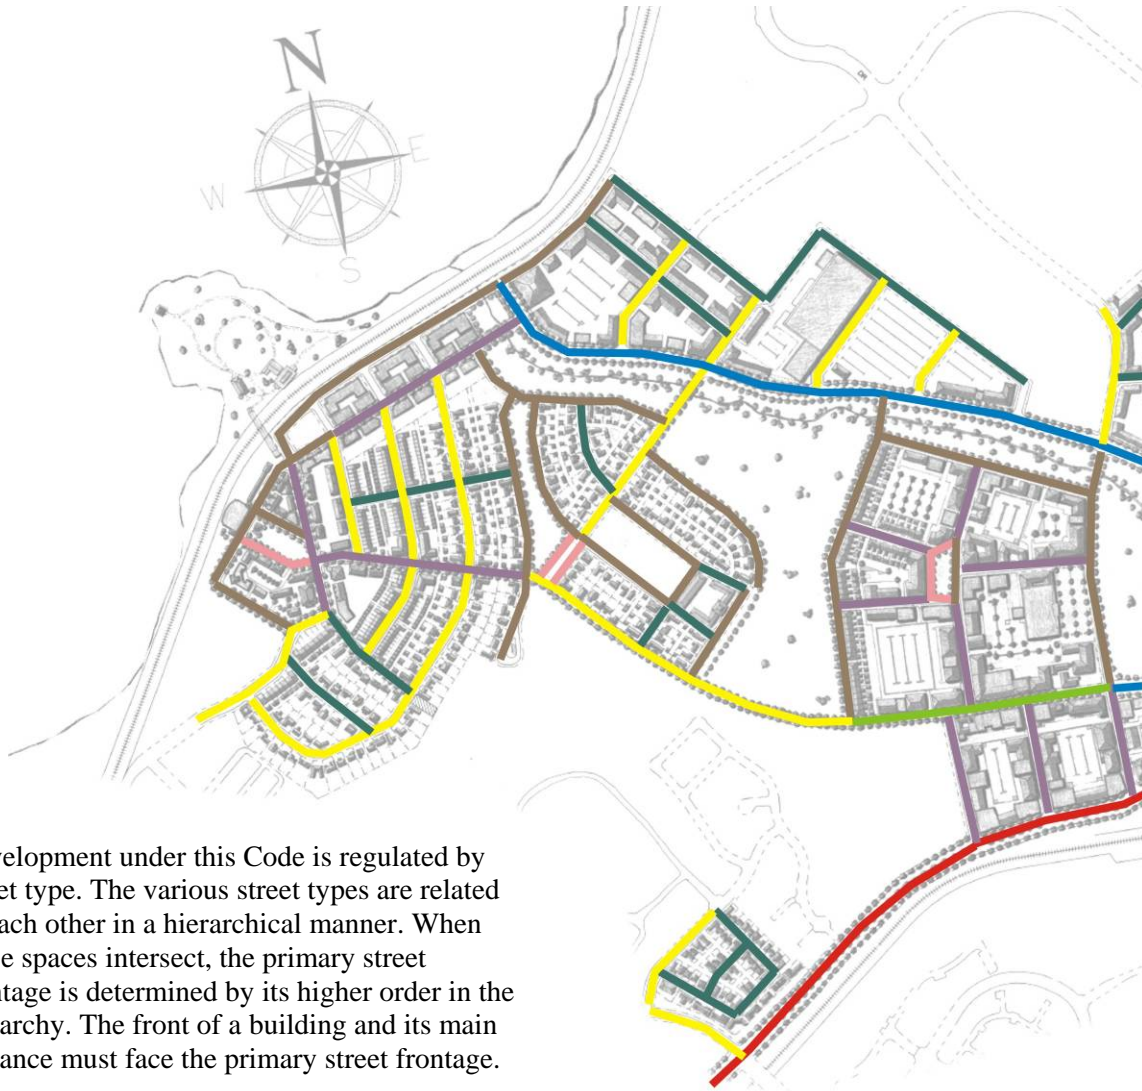 N
E
W
S
DR
velopment under this Code is regulated by
et type. The various street types are related
ach other in a hierarchical manner. When
e spaces intersect, the primary street
ntage is determined by its higher order in the
archy. The front of a building and its main
ance must face the primary street frontage.